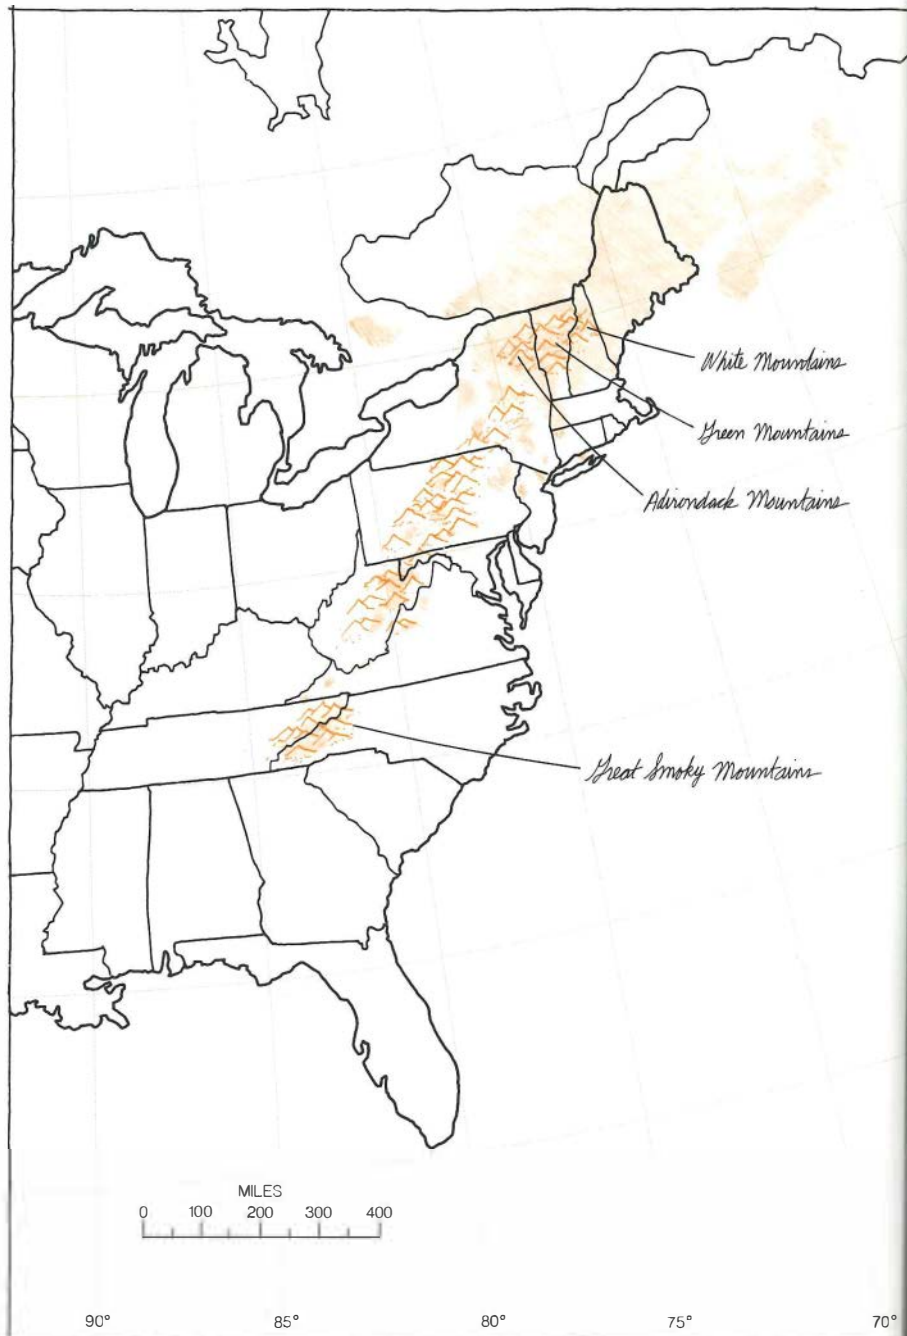 White Mountains
Green Mountains
Adirondack Mountains
Great Smoky Mountains
MILES
0 100 200 300 400
90° 85° 80° 75° 70°